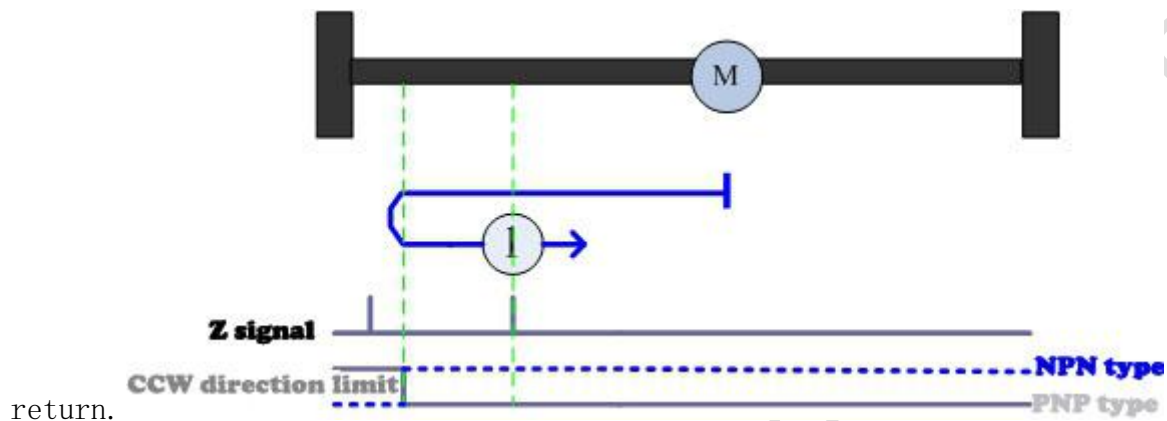 M
1
Z signal
NPN type
CCW direction limit
PNP type
return.